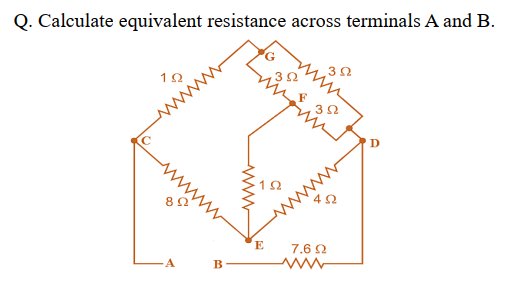 Q. Calculate equivalent resistance across terminals A and B.
G
1 Ω
3 Ω
3 Ω
F
3 Ω
C
D
1 Ω
8 Ω
4 Ω
E
7.6 Ω
A
B